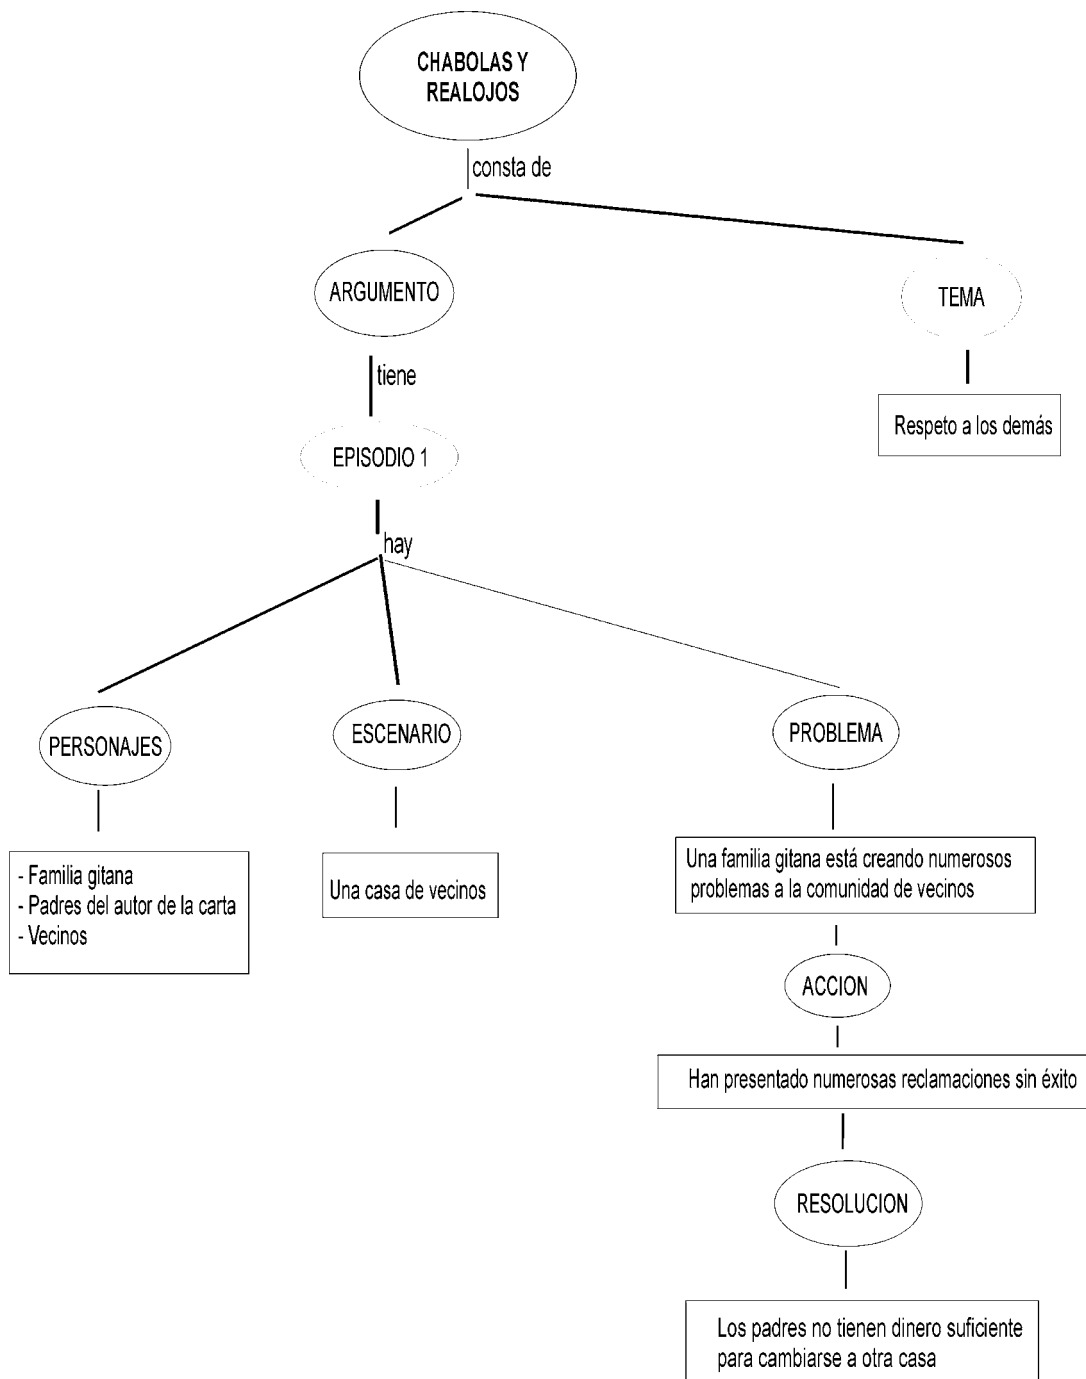 CHABOLAS Y
REALOJOS
consta de
ARGUMENTO
TEMA
tiene
Respeto a los demás
EPISODIO 1
hay
PERSONAJES
ESCENARIO
PROBLEMA
- Familia gitana
- Padres del autor de la carta
- Vecinos
Una casa de vecinos
Una familia gitana está creando numerosos
problemas a la comunidad de vecinos
ACCION
Han presentado numerosas reclamaciones sin éxito
RESOLUCION
Los padres no tienen dinero suficiente
para cambiarse a otra casa